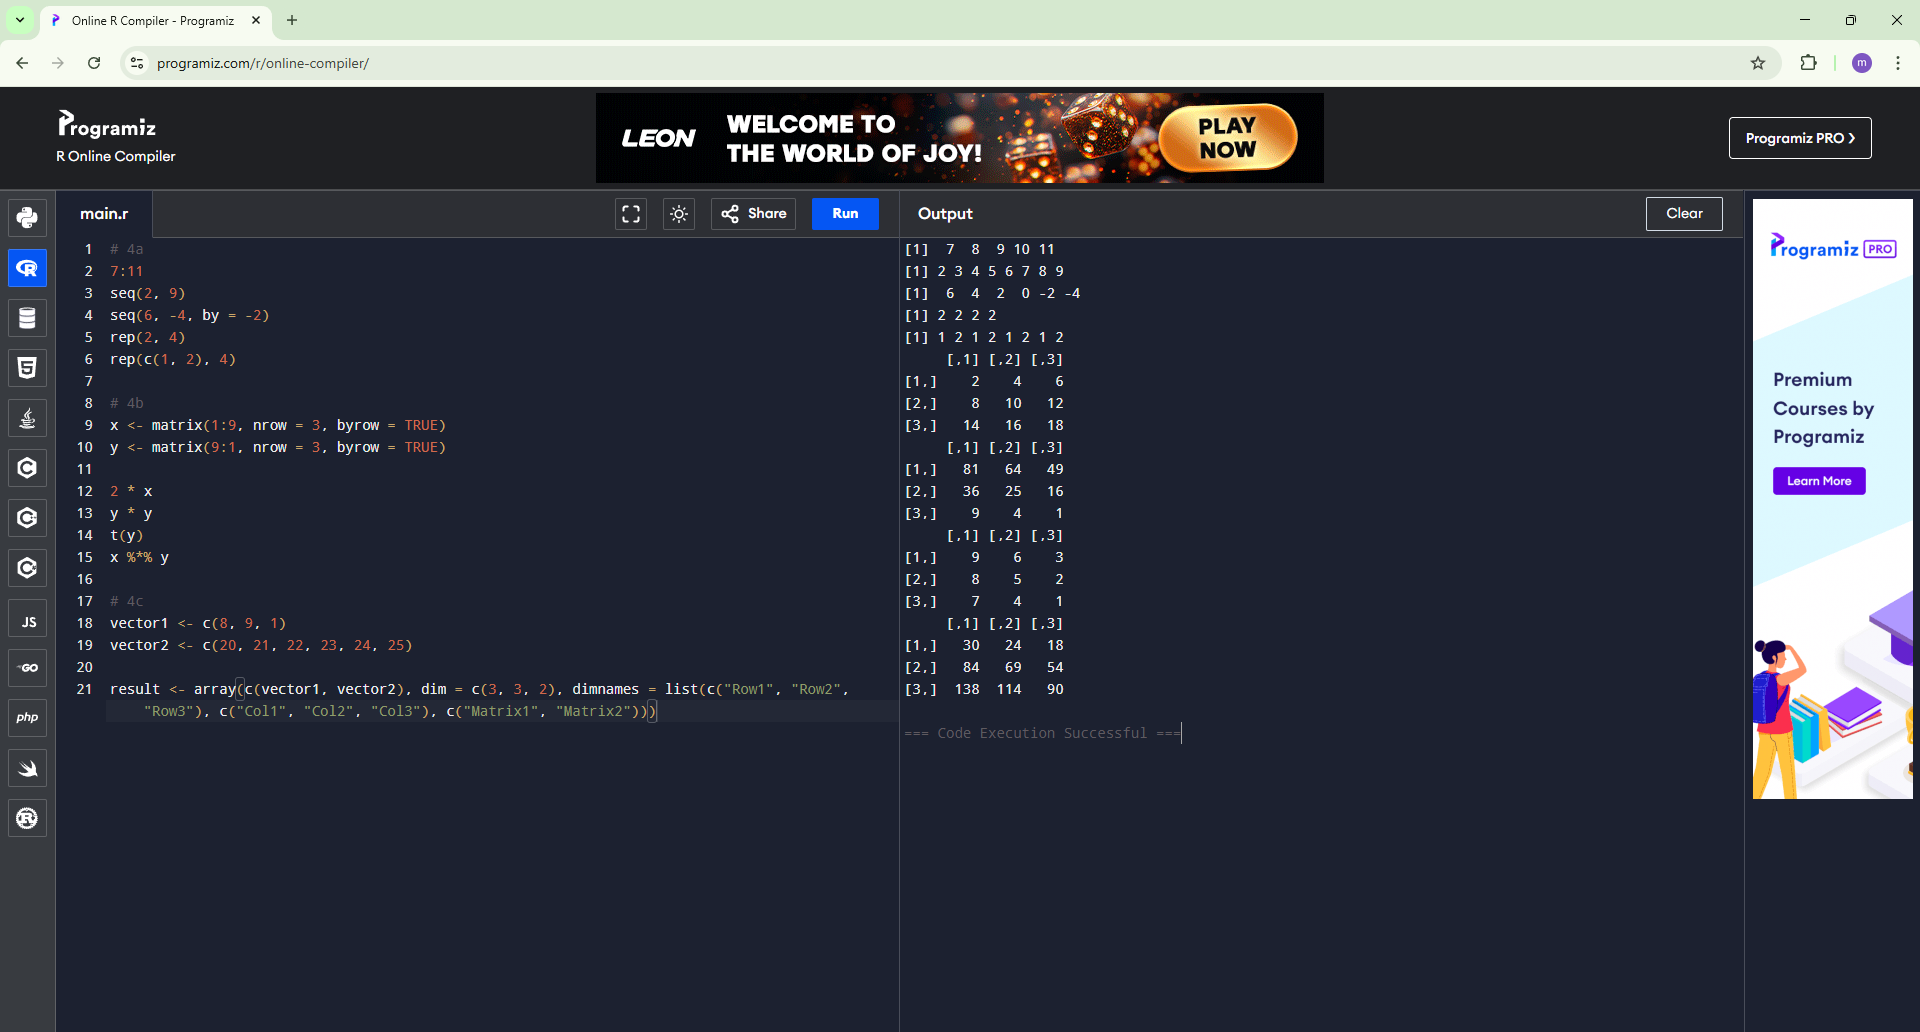 Online R Compiler - Programiz
programiz.com/r/online-compiler/
m
Programiz
R Online Compiler
LEON
WELCOME TO
THE WORLD OF JOY!
PLAY
NOW
Programiz PRO ❯
main.r
Share
Run
Output
Clear
1 # 4a
2 7:11
3 seq(2, 9)
4 seq(6, -4, by = -2)
5 rep(2, 4)
6 rep(c(1, 2), 4)
7
8 # 4b
9 x <- matrix(1:9, nrow = 3, byrow = TRUE)
10 y <- matrix(9:1, nrow = 3, byrow = TRUE)
11
12 2 * x
13 y * y
14 t(y)
15 x %*% y
16
17 # 4c
18 vector1 <- c(8, 9, 1)
19 vector2 <- c(20, 21, 22, 23, 24, 25)
20
21 result <- array(c(vector1, vector2), dim = c(3, 3, 2), dimnames = list(c("Row1", "Row2",
"Row3"), c("Col1", "Col2", "Col3"), c("Matrix1", "Matrix2")))
[1]  7  8  9 10 11
[1] 2 3 4 5 6 7 8 9
[1]  6  4  2  0 -2 -4
[1] 2 2 2 2
[1] 1 2 1 2 1 2 1 2
     [,1] [,2] [,3]
[1,]    2    4    6
[2,]    8   10   12
[3,]   14   16   18
     [,1] [,2] [,3]
[1,]   81   64   49
[2,]   36   25   16
[3,]    9    4    1
     [,1] [,2] [,3]
[1,]    9    6    3
[2,]    8    5    2
[3,]    7    4    1
     [,1] [,2] [,3]
[1,]   30   24   18
[2,]   84   69   54
[3,]  138  114   90
=== Code Execution Successful ===
R
5
C
C
C
JS
GO
php
R
Programiz PRO
Premium
Courses by
Programiz
Learn More